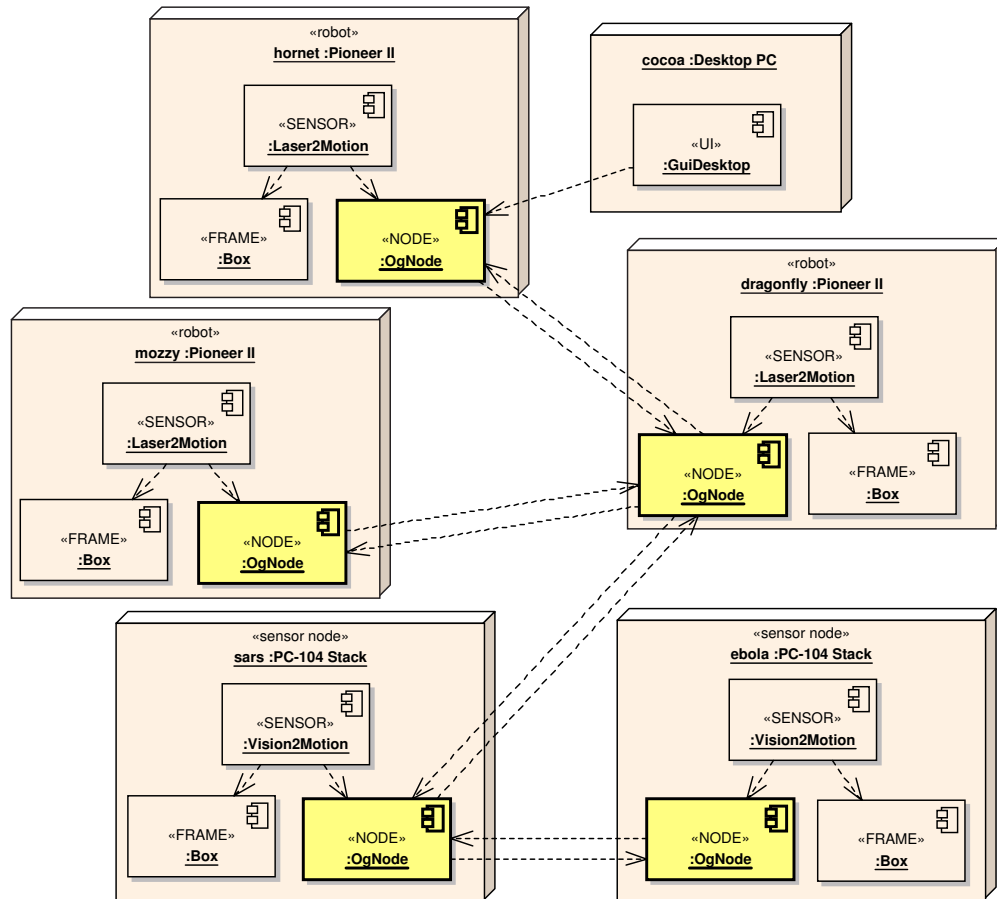 «robot»
hornet :Pioneer II
«SENSOR»
:Laser2Motion
«FRAME»
:Box
«NODE»
:OgNode
cocoa :Desktop PC
«UI»
:GuiDesktop
«robot»
dragonfly :Pioneer II
«SENSOR»
:Laser2Motion
«NODE»
:OgNode
«FRAME»
:Box
«robot»
mozzy :Pioneer II
«SENSOR»
:Laser2Motion
«FRAME»
:Box
«NODE»
:OgNode
«sensor node»
sars :PC-104 Stack
«SENSOR»
:Vision2Motion
«FRAME»
:Box
«NODE»
:OgNode
«sensor node»
ebola :PC-104 Stack
«SENSOR»
:Vision2Motion
«NODE»
:OgNode
«FRAME»
:Box